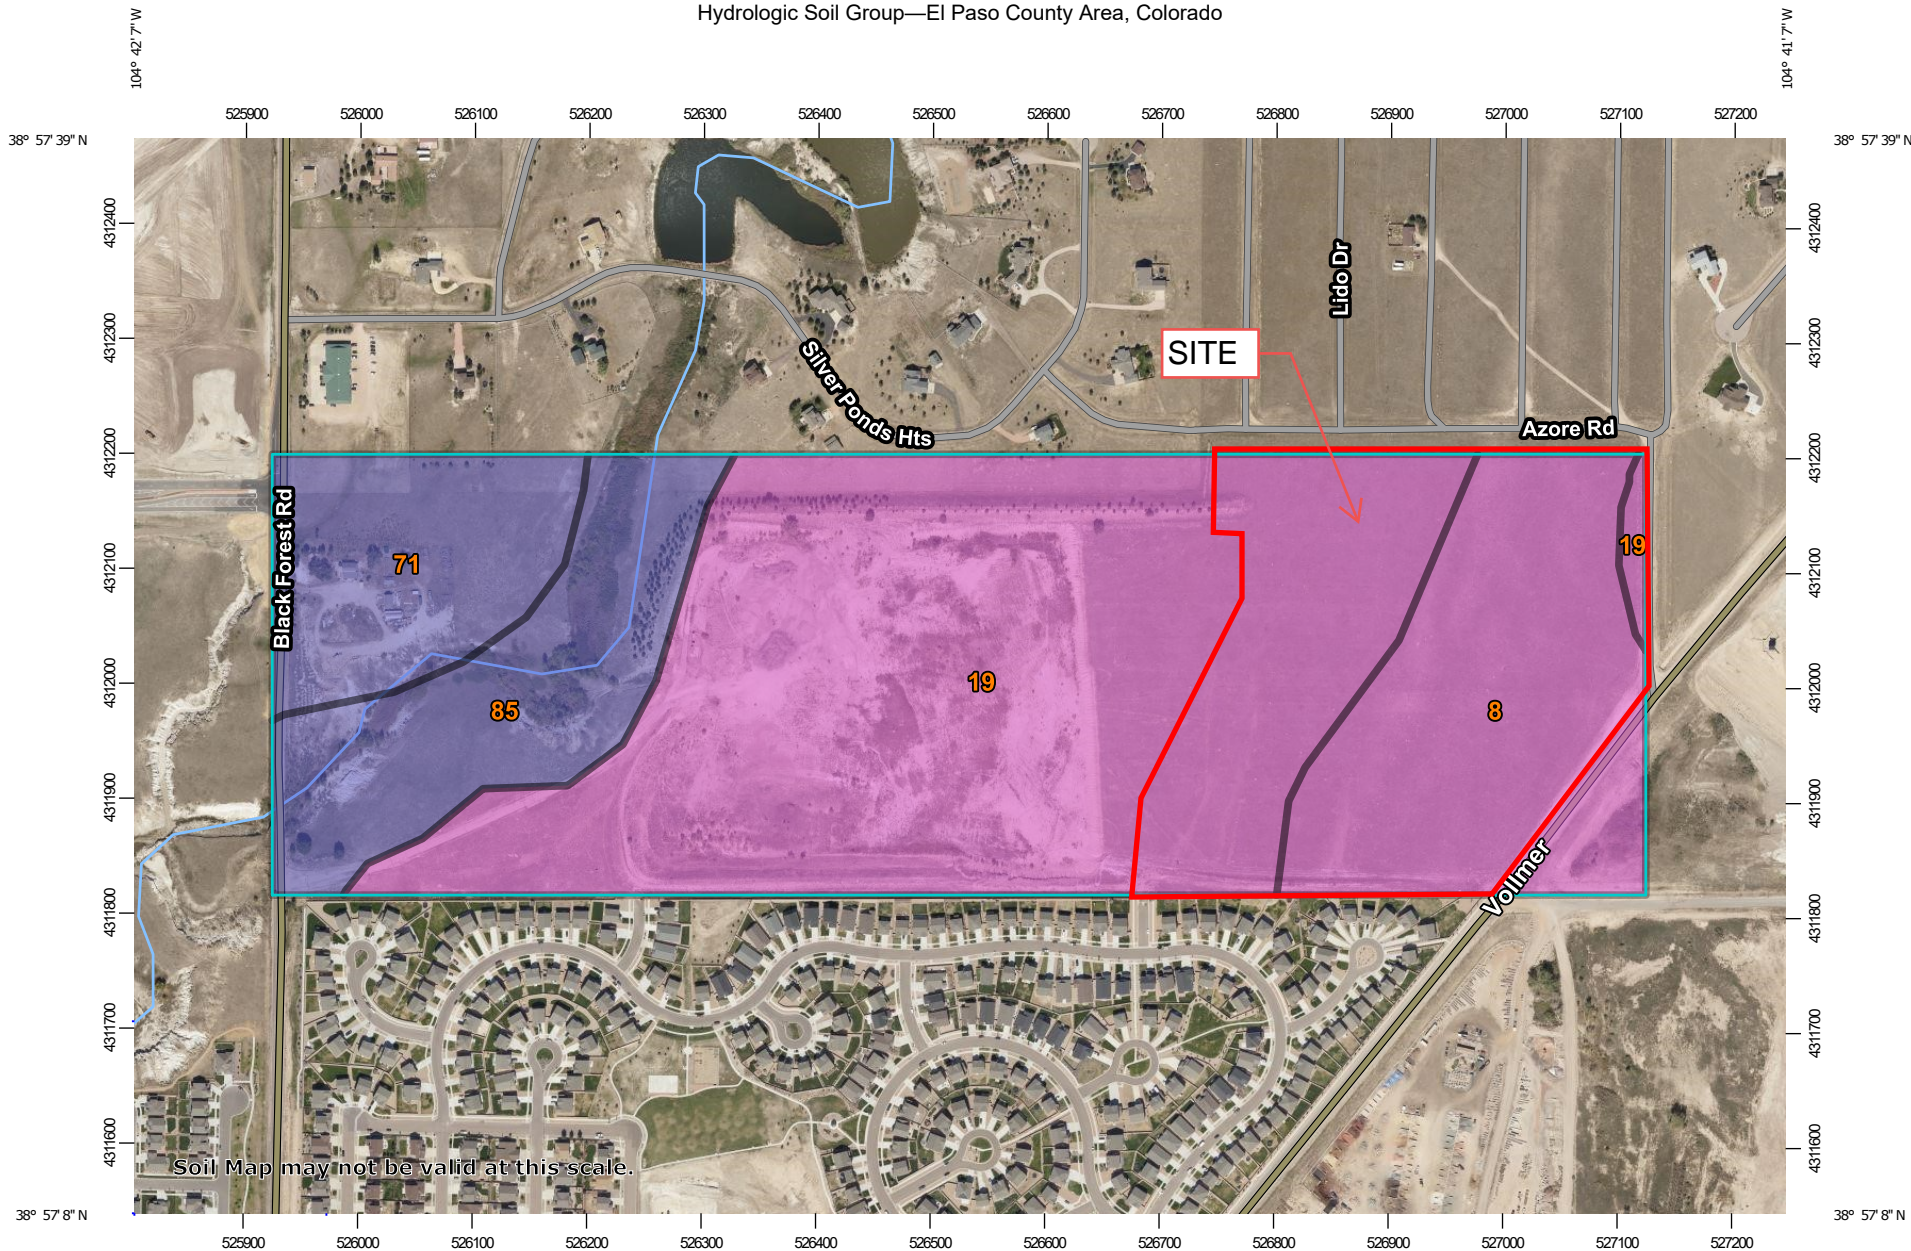 Hydrologic Soil Group—El Paso County Area, Colorado
104° 42' 7'' W
104° 41' 7'' W
525900 526000 526100 526200 526300 526400 526500 526600 526700 526800 526900 527000 527100 527200
38° 57' 39'' N
38° 57' 39'' N
4312400
4312400
Lido Dr
4312300
4312300
SITE
Silver Ponds Hts
Azore Rd
4312200
4312200
Black Forest Rd
71
19
4312100
4312100
19
85
8
4312000
4312000
4311900
4311900
Vollmer
4311800
4311800
4311700
4311700
4311600
4311600
Soil Map may not be valid at this scale.
38° 57' 8'' N
38° 57' 8'' N
525900 526000 526100 526200 526300 526400 526500 526600 526700 526800 526900 527000 527100 527200